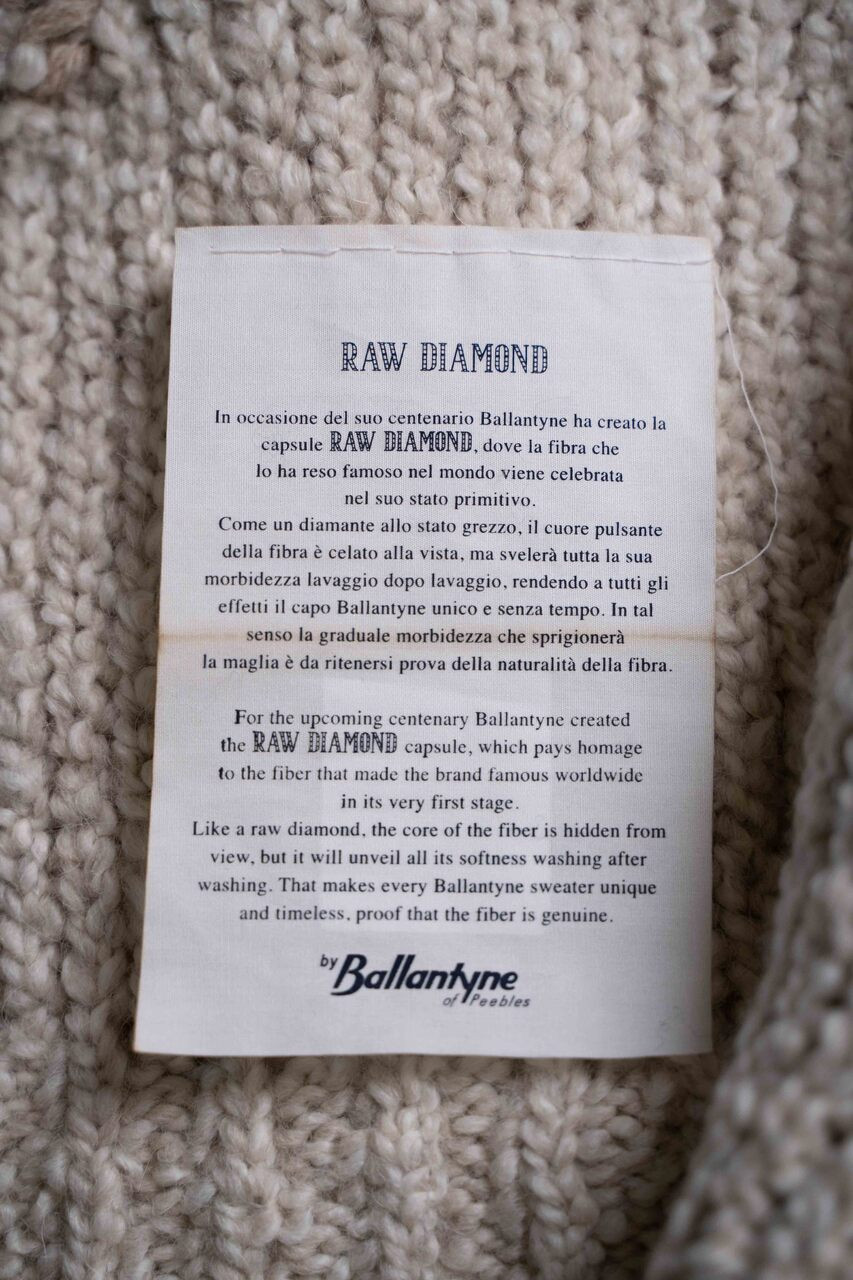 RAW DIAMOND
In occasione del suo centenario Ballantyne ha creato la
capsule RAW DIAMOND, dove la fibra che
lo ha reso famoso nel mondo viene celebrata
nel suo stato primitivo.
Come un diamante allo stato grezzo, il cuore pulsante
della fibra è celato alla vista, ma svelerà tutta la sua
morbidezza lavaggio dopo lavaggio, rendendo a tutti gli
effetti il capo Ballantyne unico e senza tempo. In tal
senso la graduale morbidezza che sprigionerà
la maglia è da ritenersi prova della naturalità della fibra.
For the upcoming centenary Ballantyne created
the RAW DIAMOND capsule, which pays homage
to the fiber that made the brand famous worldwide
in its very first stage.
Like a raw diamond, the core of the fiber is hidden from
view, but it will unveil all its softness washing after
washing. That makes every Ballantyne sweater unique
and timeless, proof that the fiber is genuine.
by Ballantyne
of Peebles